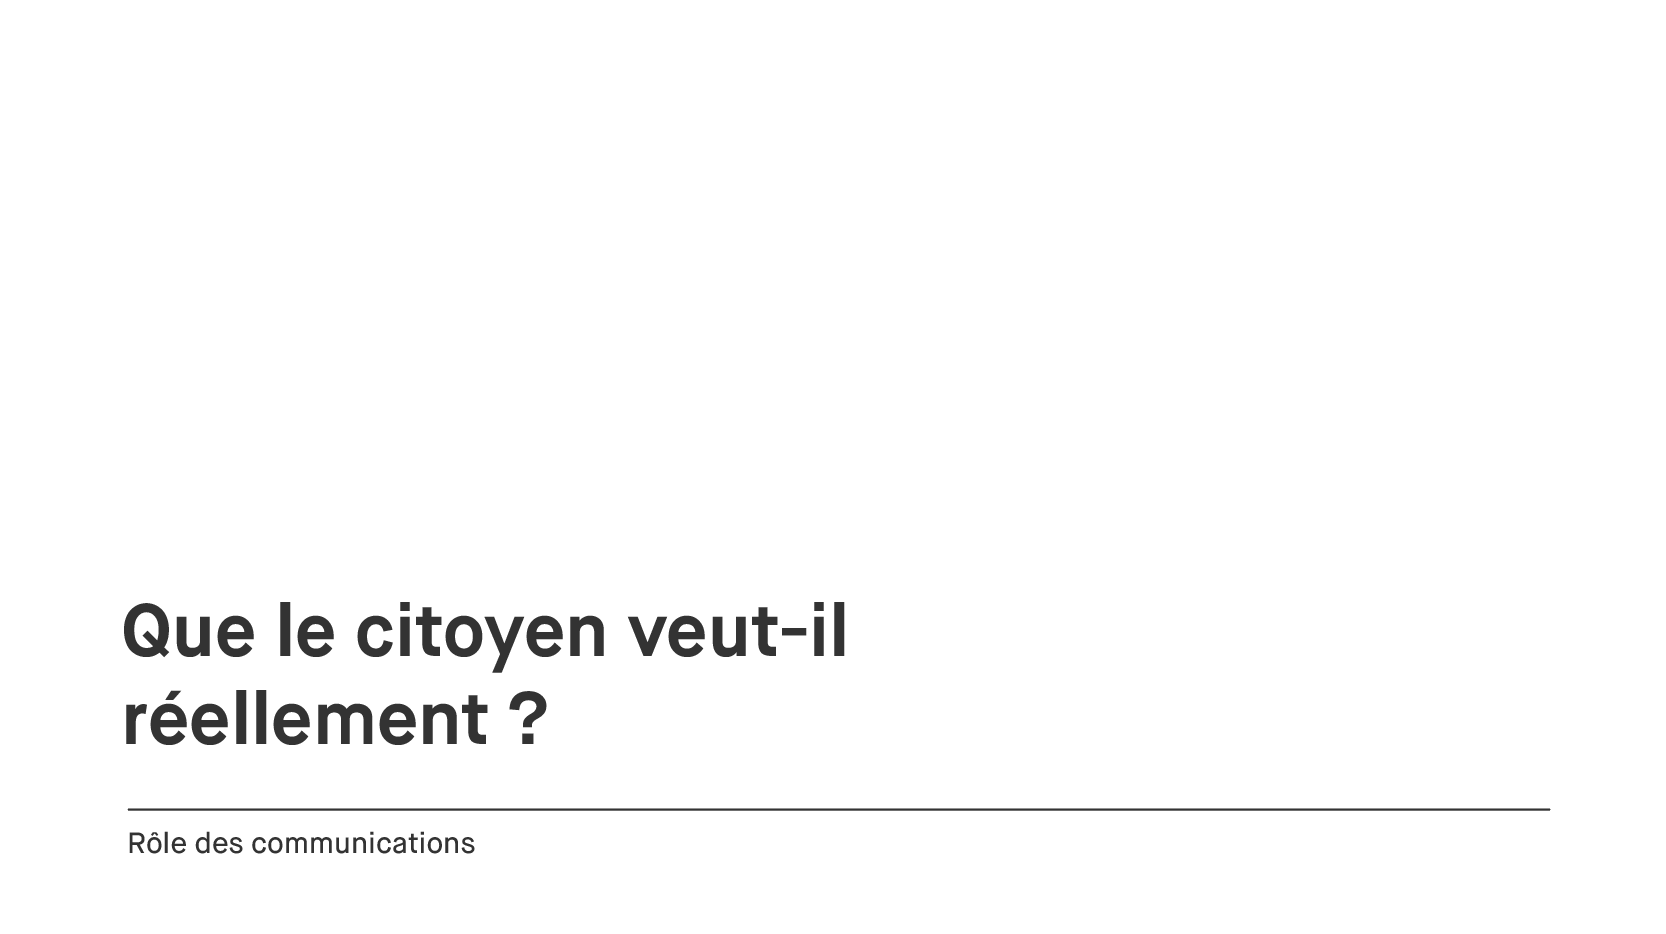 Que le citoyen veut-il
réellement ?
Rôle des communications